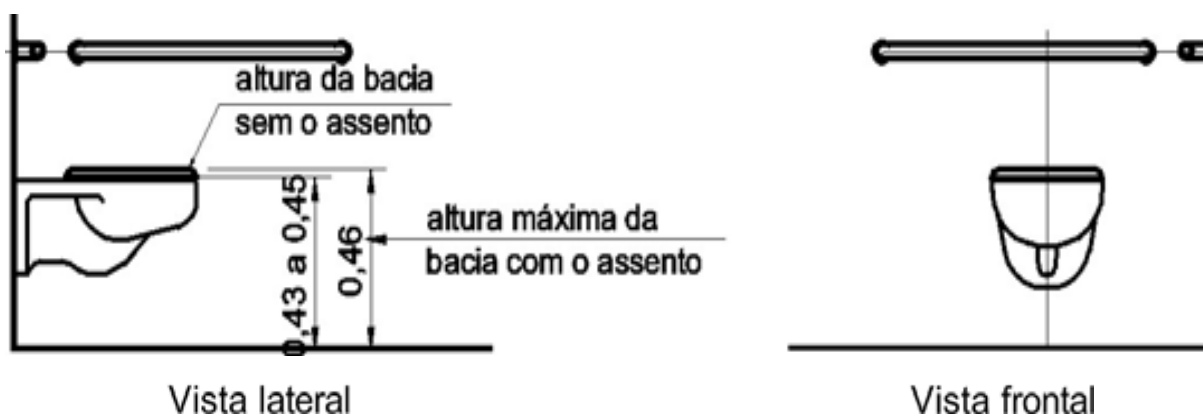 altura da bacia
sem o assento
0,43 a 0,45
0,46
altura máxima da
bacia com o assento
Vista lateral
Vista frontal